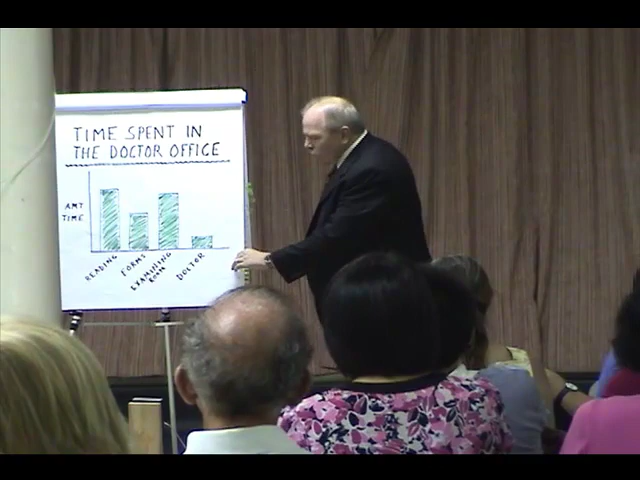 TIME SPENT IN
THE DOCTOR OFFICE
AMT
TIME
READING
FORMS
EXAMINING
ROOM
DOCTOR